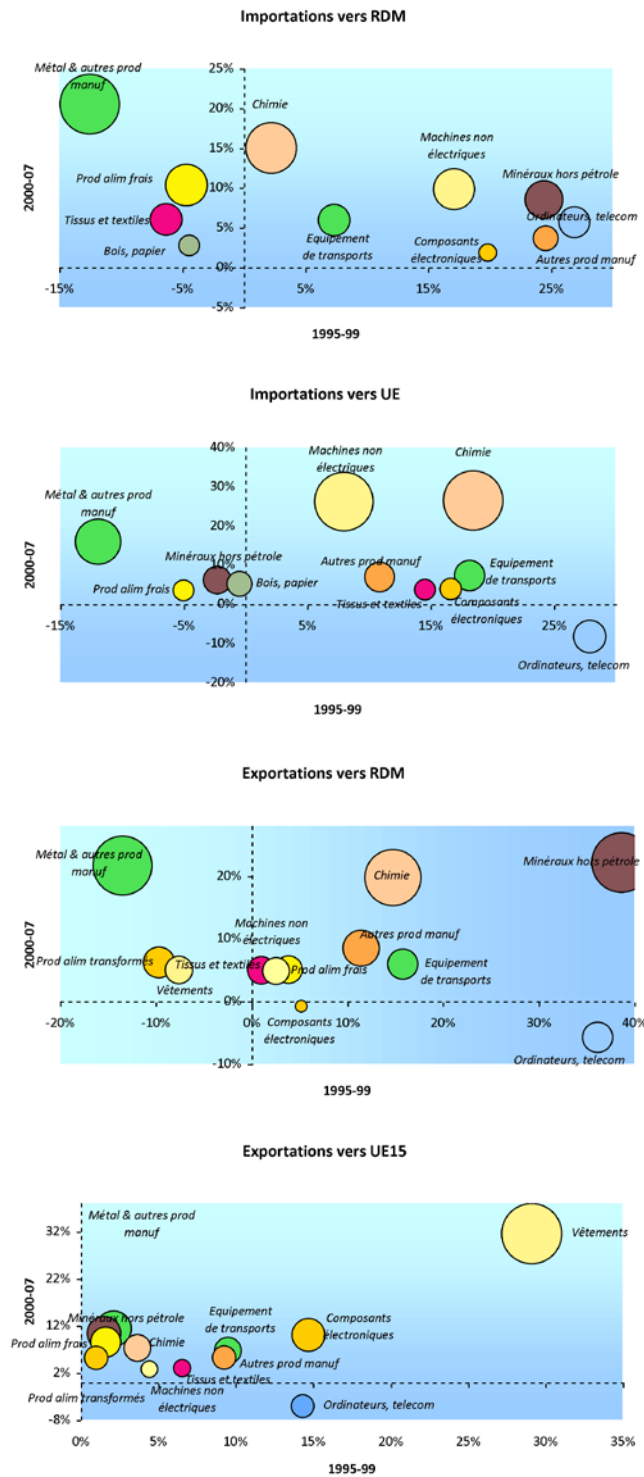 Importations vers RDM
Métal & autres prod
manuf
25%
Chimie
20%
Machines non
électriques
15%
Prod alim frais
Minéraux hors pétrole
10%
2000-07
Tissus et textiles
Ordinateurs, telecom
5%
Bois, papier
Equipement
de transports
Composants
électroniques
Autres prod manuf
0%
-15%
-5%
5%
15%
25%
-5%
1995-99
Importations vers UE
40%
Machines non
électriques
Chimie
30%
Métal & autres prod
manuf
20%
2000-07
Minéraux hors pétrole
10%
Autres prod manuf
Equipement
de transports
Prod alim frais
Bois, papier
Tissus et textiles
Composants
électroniques
0%
-15%
-5%
5%
15%
25%
-10%
Ordinateurs, telecom
-20%
1995-99
Exportations vers RDM
Métal & autres prod
manuf
20%
Chimie
Minéraux hors pétrole
2000-07
Machines non
électriques
10%
Autres prod manuf
Prod alim transformés
Tissus et textiles
Prod alim frais
Equipement
de transports
Vêtements
0%
-20%
-10%
0%
10%
20%
30%
40%
Composants
électroniques
Ordinateurs, telecom
-10%
1995-99
Exportations vers UE15
Métal & autres prod
manuf
32%
Vêtements
22%
2000-07
12%
Minéraux hors pétrole
Equipement
de transports
Composants
électroniques
Prod alim frais
Chimie
Autres prod manuf
2%
Tissus et textiles
Prod alim transformés
Machines non
électriques
Ordinateurs, telecom
-8%
0%
5%
10%
15%
20%
25%
30%
35%
1995-99